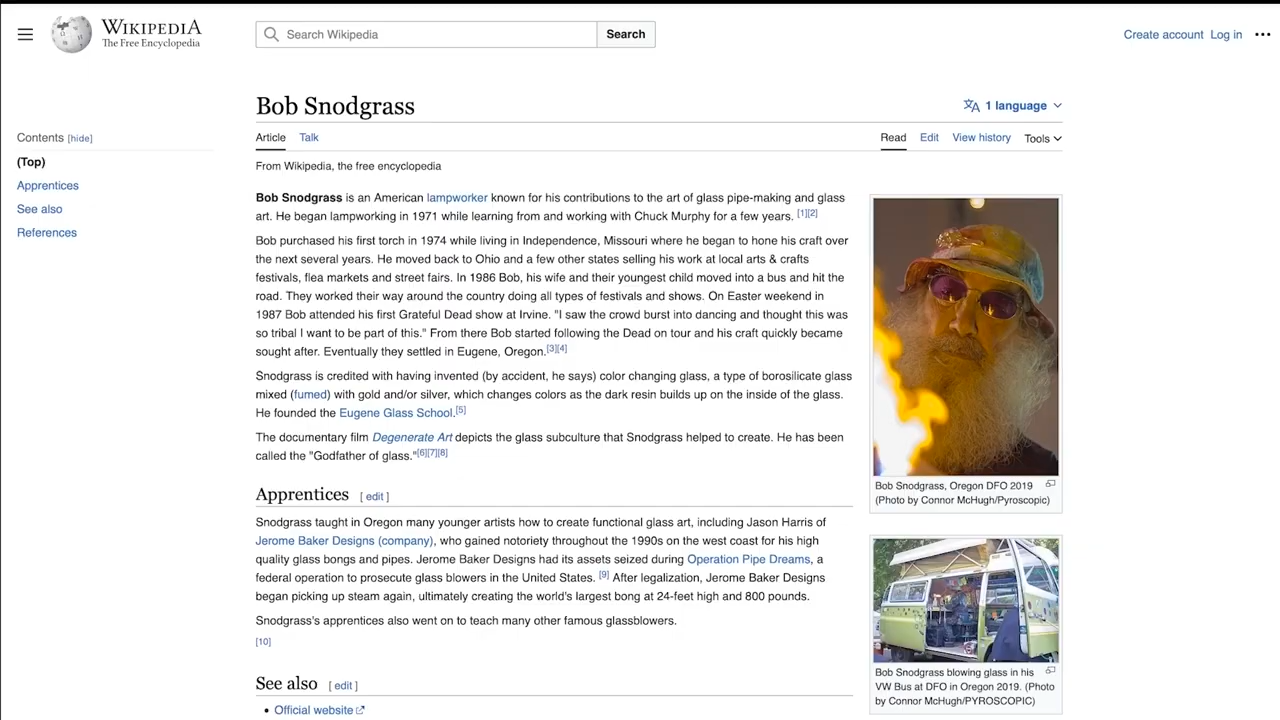 WIKIPEDIA
The Free Encyclopedia
Search Wikipedia
Search
Create account Log in
Bob Snodgrass
1 language
Contents [hide]
(Top)
Apprentices
See also
References
Article Talk
Read Edit View history Tools
From Wikipedia, the free encyclopedia
Bob Snodgrass is an American lampworker known for his contributions to the art of glass pipe-making and glass
art. He began lampworking in 1971 while learning from and working with Chuck Murphy for a few years. [1][2]
Bob purchased his first torch in 1974 while living in Independence, Missouri where he began to hone his craft over
the next several years. He moved back to Ohio and a few other states selling his work at local arts & crafts
festivals, flea markets and street fairs. In 1986 Bob, his wife and their youngest child moved into a bus and hit the
road. They worked their way around the country doing all types of festivals and shows. On Easter weekend in
1987 Bob attended his first Grateful Dead show at Irvine. "I saw the crowd burst into dancing and thought this was
so tribal I want to be part of this." From there Bob started following the Dead on tour and his craft quickly became
sought after. Eventually they settled in Eugene, Oregon.[3][4]
Snodgrass is credited with having invented (by accident, he says) color changing glass, a type of borosilicate glass
mixed (fumed) with gold and/or silver, which changes colors as the dark resin builds up on the inside of the glass.
He founded the Eugene Glass School.[5]
The documentary film Degenerate Art depicts the glass subculture that Snodgrass helped to create. He has been
called the "Godfather of glass."[6][7][8]
Apprentices [ edit ]
Snodgrass taught in Oregon many younger artists how to create functional glass art, including Jason Harris of
Jerome Baker Designs (company), who gained notoriety throughout the 1990s on the west coast for his high
quality glass bongs and pipes. Jerome Baker Designs had its assets seized during Operation Pipe Dreams, a
federal operation to prosecute glass blowers in the United States. [9] After legalization, Jerome Baker Designs
began picking up steam again, ultimately creating the world's largest bong at 24-feet high and 800 pounds.
Snodgrass's apprentices also went on to teach many other famous glassblowers.
[10]
See also [ edit ]
• Official website
Bob Snodgrass, Oregon DFO 2019
(Photo by Connor McHugh/Pyroscopic)
Bob Snodgrass blowing glass in his
VW Bus at DFO in Oregon 2019. (Photo
by Connor McHugh/PYROSCOPIC)